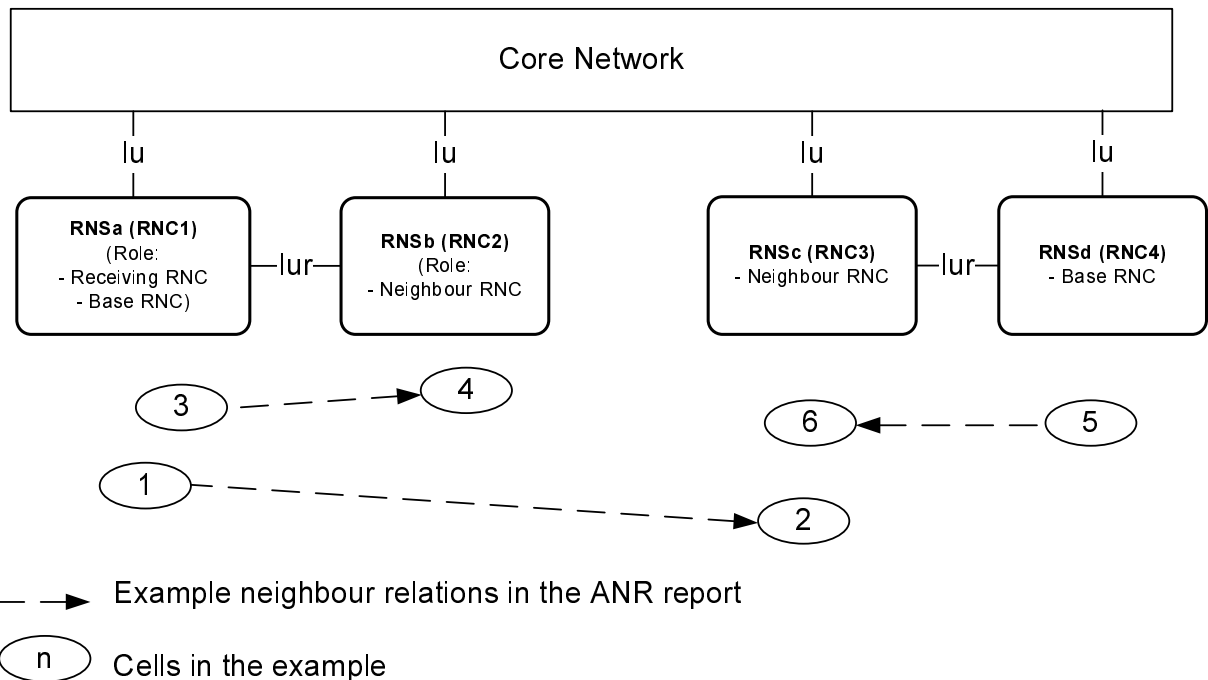 Core Network
Iu
Iu
Iu
Iu
RNSa (RNC1)
(Role:
- Receiving RNC
- Base RNC)
Iur
RNSb (RNC2)
(Role:
- Neighbour RNC
RNSc (RNC3)
- Neighbour RNC
Iur
RNSd (RNC4)
- Base RNC
3
4
6
5
1
2
Example neighbour relations in the ANR report
n
Cells in the example